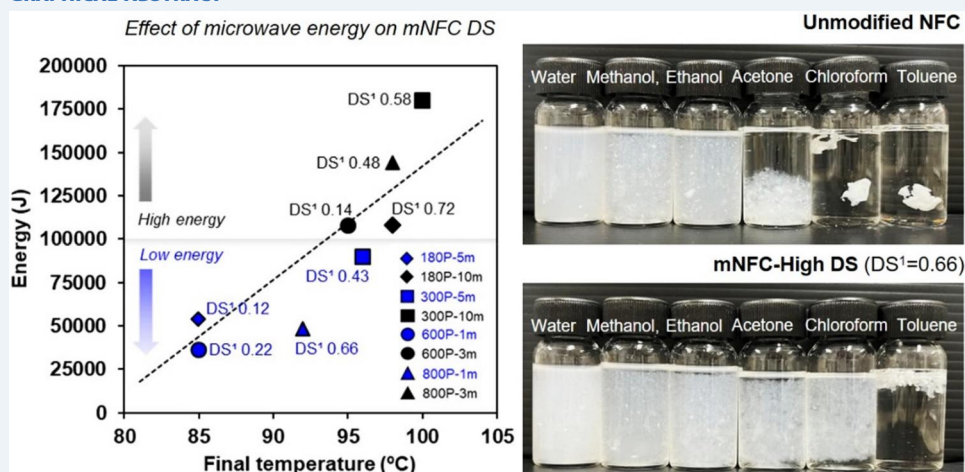 Effect of microwave energy on mNFC DS
200000
175000
150000
125000
100000
75000
50000
25000
0
Energy (J)
80 85 90 95 100 105
Final temperature (ºC)
High energy
Low energy
DS¹ 0.58
DS¹ 0.48
DS¹ 0.14
DS¹ 0.72
DS¹ 0.43
DS¹ 0.12
DS¹ 0.22
DS¹ 0.66
180P-5m
180P-10m
300P-5m
300P-10m
600P-1m
600P-3m
800P-1m
800P-3m
Unmodified NFC
Water Methanol, Ethanol Acetone Chloroform Toluene
mNFC-High DS (DS¹=0.66)
Water Methanol, Ethanol Acetone Chloroform Toluene